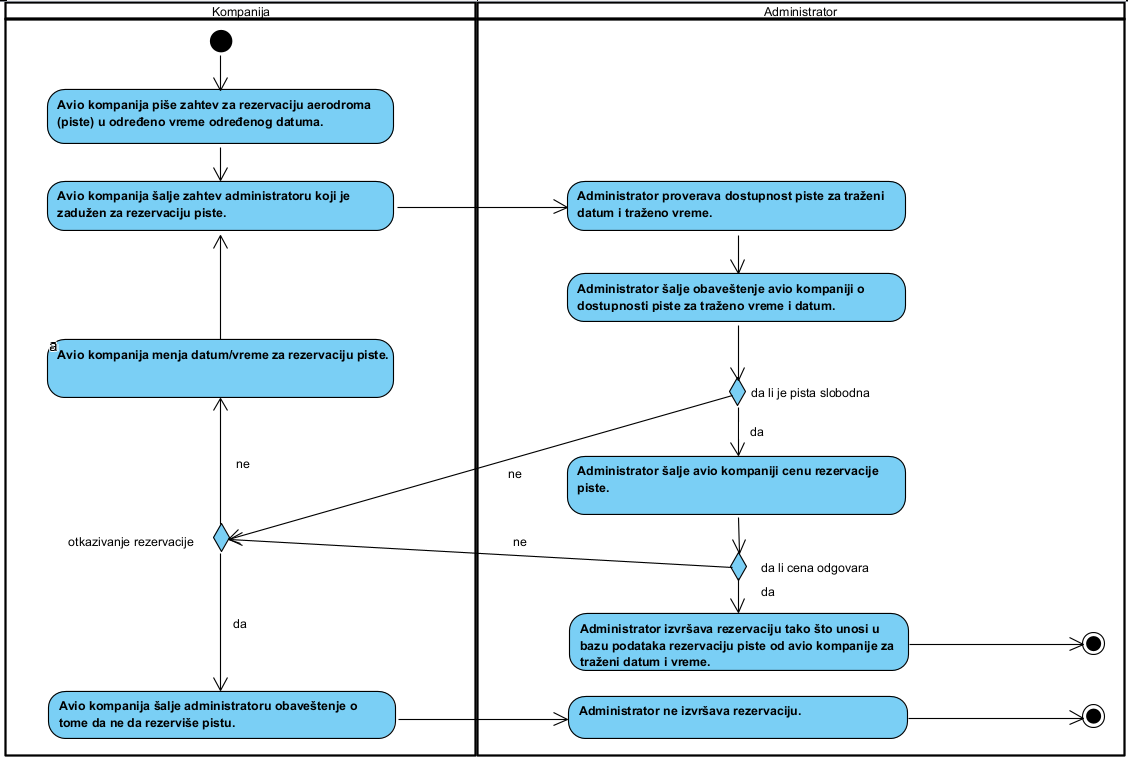 Kompanija
Administrator
Avio kompanija piše zahtev za rezervaciju aerodroma
(piste) u određeno vreme određenog datuma.
Avio kompanija šalje zahtev administratoru koji je
zadužen za rezervaciju piste.
Administrator proverava dostupnost piste za traženi
datum i traženo vreme.
Administrator šalje obaveštenje avio kompaniji o
dostupnosti piste za traženo vreme i datum.
a
Avio kompanija menja datum/vreme za rezervaciju piste.
da li je pista slobodna
da
ne
ne
Administrator šalje avio kompaniji cenu rezervacije
piste.
otkazivanje rezervacije
ne
da li cena odgovara
da
da
Administrator izvršava rezervaciju tako što unosi u
bazu podataka rezervaciju piste od avio kompanije za
traženi datum i vreme.
Avio kompanija šalje administratoru obaveštenje o
tome da ne da rezerviše pistu.
Administrator ne izvršava rezervaciju.